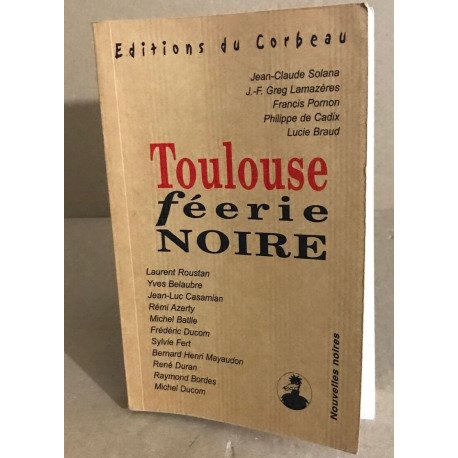 Editions du Corbeau
Jean-Claude Solana
J.-F. Greg Lamazères
Francis Pornon
Philippe de Cadix
Lucie Braud
Toulouse
féerie
NOIRE
Laurent Roustan
Yves Belaubre
Jean-Luc Casamian
Rémi Azerty
Michel Batlle
Frédéric Ducom
Sylvie Fert
Bernard Henri Mayaudon
René Duran
Raymond Bordes
Michel Ducom
Nouvelles noires